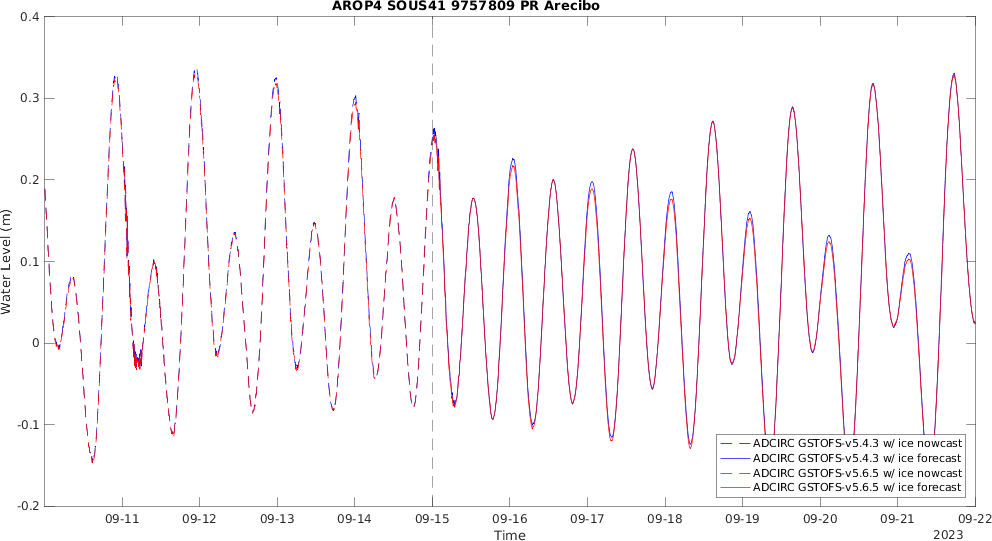 AROP4 SOUS41 9757809 PR Arecibo
0.4
0.3
0.2
0.1
0
-0.1
-0.2
Water Level (m)
ADCIRC GSTOFS-v5.4.3 w/ ice nowcast
ADCIRC GSTOFS-v5.4.3 w/ ice forecast
ADCIRC GSTOFS-v5.6.5 w/ ice nowcast
ADCIRC GSTOFS-v5.6.5 w/ ice forecast
09-11 09-12 09-13 09-14 09-15 09-16 09-17 09-18 09-19 09-20 09-21 09-22
Time
2023